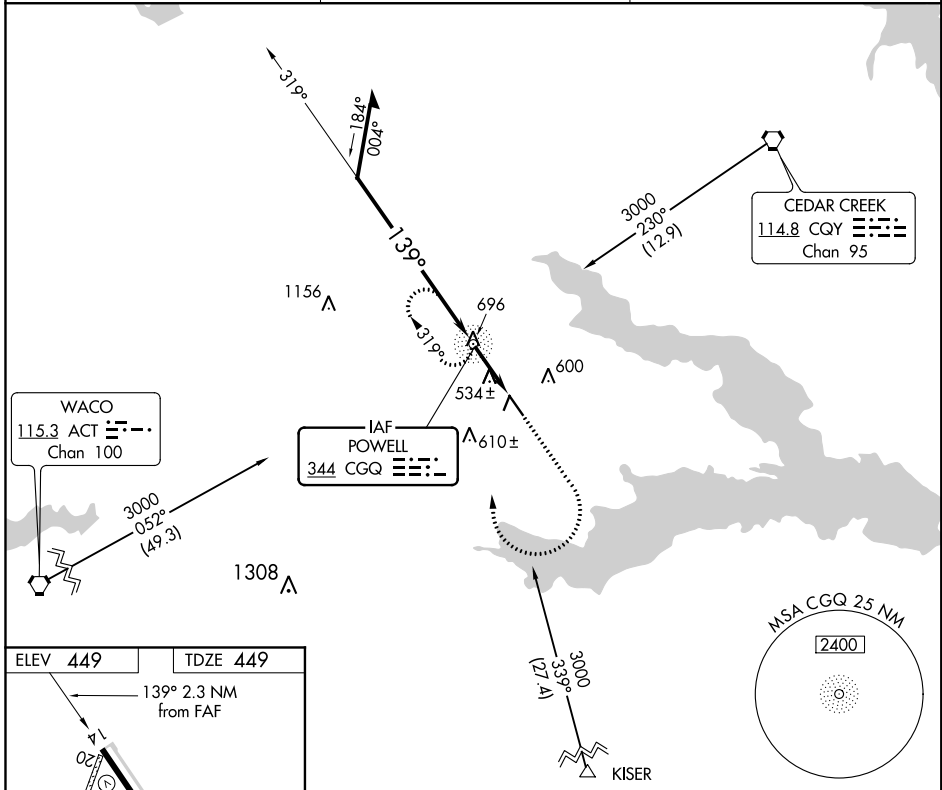 319°
184°
004°
139°
3000
230°
(12.9)
CEDAR CREEK
114.8 CQY
Chan 95
1156
696
319°
600
534±
610±
IAF
POWELL
344 CGQ
WACO
115.3 ACT
Chan 100
3000
052°
(49.3)
1308
3000
339°
(27.4)
KISER
MSA CGQ 25 NM
2400
ELEV 449
TDZE 449
139° 2.3 NM
from FAF
14
20
V